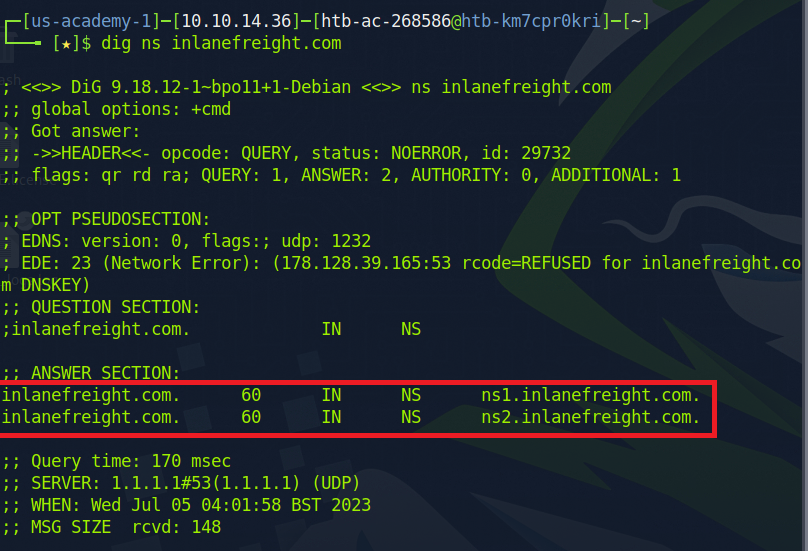 [us-academy-1]─[10.10.14.36]─[htb-ac-268586@htb-km7cpr0kri]─[~]
[★]$ dig ns inlanefreight.com
; <<>> DiG 9.18.12-1~bpo11+1-Debian <<>> ns inlanefreight.com
;; global options: +cmd
;; Got answer:
;; ->>HEADER<<- opcode: QUERY, status: NOERROR, id: 29732
;; flags: qr rd ra; QUERY: 1, ANSWER: 2, AUTHORITY: 0, ADDITIONAL: 1
;; OPT PSEUDOSECTION:
; EDNS: version: 0, flags:; udp: 1232
; EDE: 23 (Network Error): (178.128.39.165:53 rcode=REFUSED for inlanefreight.co
m DNSKEY)
;; QUESTION SECTION:
;inlanefreight.com. IN NS
;; ANSWER SECTION:
inlanefreight.com. 60 IN NS ns1.inlanefreight.com.
inlanefreight.com. 60 IN NS ns2.inlanefreight.com.
;; Query time: 170 msec
;; SERVER: 1.1.1.1#53(1.1.1.1) (UDP)
;; WHEN: Wed Jul 05 04:01:58 BST 2023
;; MSG SIZE rcvd: 148